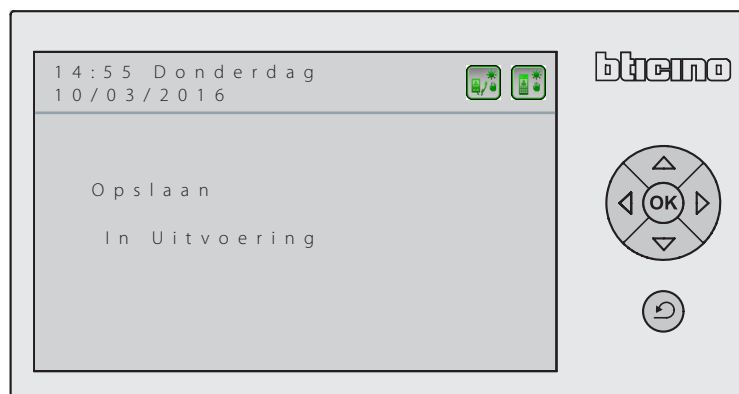 14:55 Donderdag
10/03/2016
bticino
Opslaan
In Uitvoering
OK